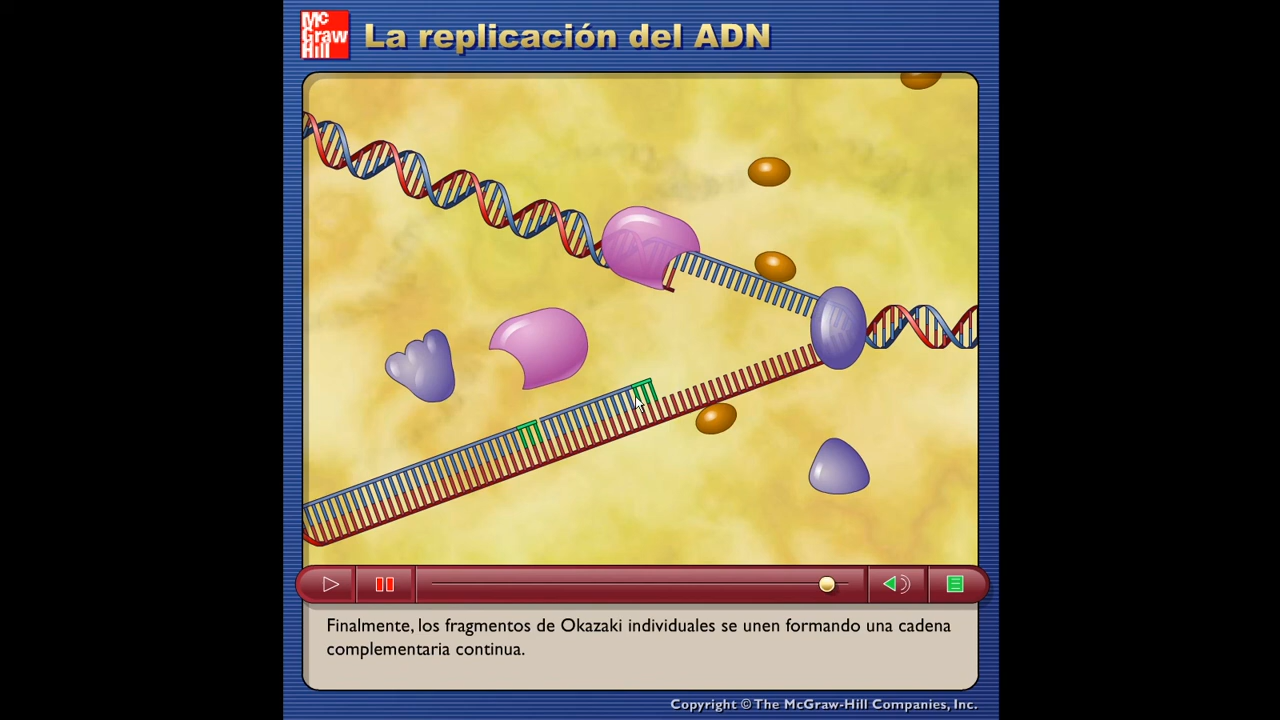 Mc
Graw
Hill
La replicación del ADN
Finalmente, los fragmentos de Okazaki individuales se unen formando una cadena
complementaria continua.
Copyright © The McGraw-Hill Companies, Inc.